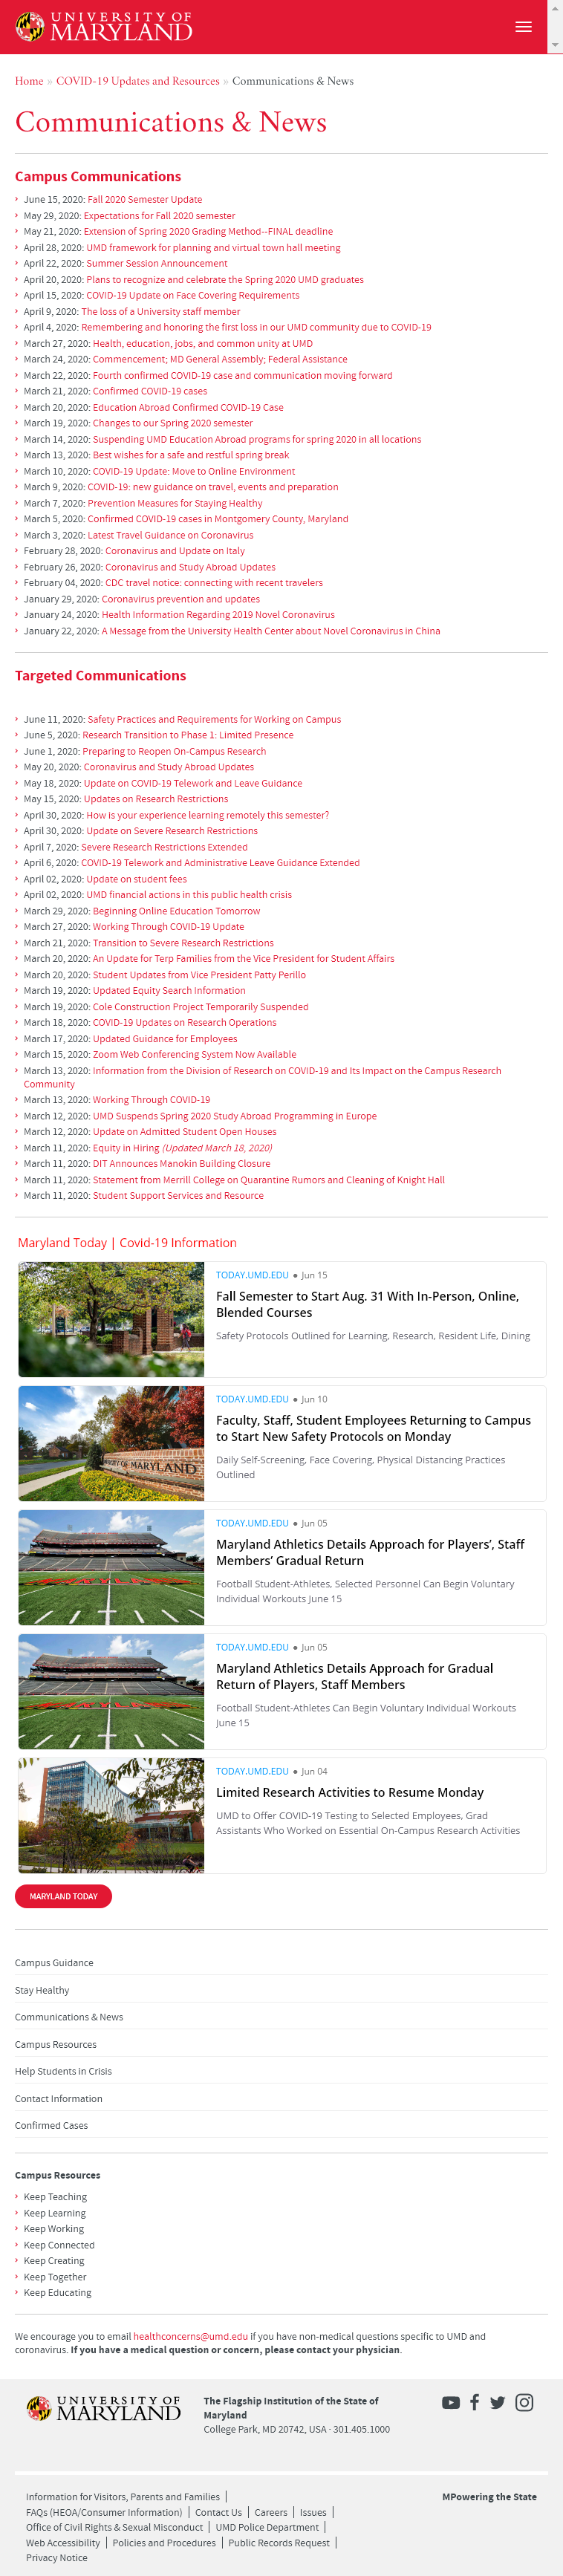 UNIVERSITY OF
MARYLAND
Home » COVID-19 Updates and Resources » Communications & News
Communications & News
Campus Communications
June 15, 2020: Fall 2020 Semester Update
May 29, 2020: Expectations for Fall 2020 semester
May 21, 2020: Extension of Spring 2020 Grading Method--FINAL deadline
April 28, 2020: UMD framework for planning and virtual town hall meeting
April 22, 2020: Summer Session Announcement
April 20, 2020: Plans to recognize and celebrate the Spring 2020 UMD graduates
April 15, 2020: COVID-19 Update on Face Covering Requirements
April 9, 2020: The loss of a University staff member
April 4, 2020: Remembering and honoring the first loss in our UMD community due to COVID-19
March 27, 2020: Health, education, jobs, and common unity at UMD
March 24, 2020: Commencement; MD General Assembly; Federal Assistance
March 22, 2020: Fourth confirmed COVID-19 case and communication moving forward
March 21, 2020: Confirmed COVID-19 cases
March 20, 2020: Education Abroad Confirmed COVID-19 Case
March 19, 2020: Changes to our Spring 2020 semester
March 14, 2020: Suspending UMD Education Abroad programs for spring 2020 in all locations
March 13, 2020: Best wishes for a safe and restful spring break
March 10, 2020: COVID-19 Update: Move to Online Environment
March 9, 2020: COVID-19: new guidance on travel, events and preparation
March 7, 2020: Prevention Measures for Staying Healthy
March 5, 2020: Confirmed COVID-19 cases in Montgomery County, Maryland
March 3, 2020: Latest Travel Guidance on Coronavirus
February 28, 2020: Coronavirus and Update on Italy
February 26, 2020: Coronavirus and Study Abroad Updates
February 04, 2020: CDC travel notice: connecting with recent travelers
January 29, 2020: Coronavirus prevention and updates
January 24, 2020: Health Information Regarding 2019 Novel Coronavirus
January 22, 2020: A Message from the University Health Center about Novel Coronavirus in China
Targeted Communications
June 11, 2020: Safety Practices and Requirements for Working on Campus
June 5, 2020: Research Transition to Phase 1: Limited Presence
June 1, 2020: Preparing to Reopen On-Campus Research
May 20, 2020: Coronavirus and Study Abroad Updates
May 18, 2020: Update on COVID-19 Telework and Leave Guidance
May 15, 2020: Updates on Research Restrictions
April 30, 2020: How is your experience learning remotely this semester?
April 30, 2020: Update on Severe Research Restrictions
April 7, 2020: Severe Research Restrictions Extended
April 6, 2020: COVID-19 Telework and Administrative Leave Guidance Extended
April 02, 2020: Update on student fees
April 02, 2020: UMD financial actions in this public health crisis
March 29, 2020: Beginning Online Education Tomorrow
March 27, 2020: Working Through COVID-19 Update
March 21, 2020: Transition to Severe Research Restrictions
March 20, 2020: An Update for Terp Families from the Vice President for Student Affairs
March 20, 2020: Student Updates from Vice President Patty Perillo
March 19, 2020: Updated Equity Search Information
March 19, 2020: Cole Construction Project Temporarily Suspended
March 18, 2020: COVID-19 Updates on Research Operations
March 17, 2020: Updated Guidance for Employees
March 15, 2020: Zoom Web Conferencing System Now Available
March 13, 2020: Information from the Division of Research on COVID-19 and Its Impact on the Campus Research
Community
March 13, 2020: Working Through COVID-19
March 12, 2020: UMD Suspends Spring 2020 Study Abroad Programming in Europe
March 12, 2020: Update on Admitted Student Open Houses
March 11, 2020: Equity in Hiring (Updated March 18, 2020)
March 11, 2020: DIT Announces Manokin Building Closure
March 11, 2020: Statement from Merrill College on Quarantine Rumors and Cleaning of Knight Hall
March 11, 2020: Student Support Services and Resource
Maryland Today | Covid-19 Information
TODAY.UMD.EDU ● Jun 15
Fall Semester to Start Aug. 31 With In-Person, Online,
Blended Courses
Safety Protocols Outlined for Learning, Research, Resident Life, Dining
TODAY.UMD.EDU ● Jun 10
Faculty, Staff, Student Employees Returning to Campus
to Start New Safety Protocols on Monday
Daily Self-Screening, Face Covering, Physical Distancing Practices
Outlined
TODAY.UMD.EDU ● Jun 05
Maryland Athletics Details Approach for Players’, Staff
Members’ Gradual Return
Football Student-Athletes, Selected Personnel Can Begin Voluntary
Individual Workouts June 15
TODAY.UMD.EDU ● Jun 05
Maryland Athletics Details Approach for Gradual
Return of Players, Staff Members
Football Student-Athletes Can Begin Voluntary Individual Workouts
June 15
TODAY.UMD.EDU ● Jun 04
Limited Research Activities to Resume Monday
UMD to Offer COVID-19 Testing to Selected Employees, Grad
Assistants Who Worked on Essential On-Campus Research Activities
MARYLAND TODAY
Campus Guidance
Stay Healthy
Communications & News
Campus Resources
Help Students in Crisis
Contact Information
Confirmed Cases
Campus Resources
Keep Teaching
Keep Learning
Keep Working
Keep Connected
Keep Creating
Keep Together
Keep Educating
We encourage you to email healthconcerns@umd.edu if you have non-medical questions specific to UMD and
coronavirus. If you have a medical question or concern, please contact your physician.
UNIVERSITY OF
MARYLAND
The Flagship Institution of the State of
Maryland
College Park, MD 20742, USA · 301.405.1000
Information for Visitors, Parents and Families |
FAQs (HEOA/Consumer Information) | Contact Us | Careers | Issues |
Office of Civil Rights & Sexual Misconduct | UMD Police Department |
Web Accessibility | Policies and Procedures | Public Records Request |
Privacy Notice
MPowering the State